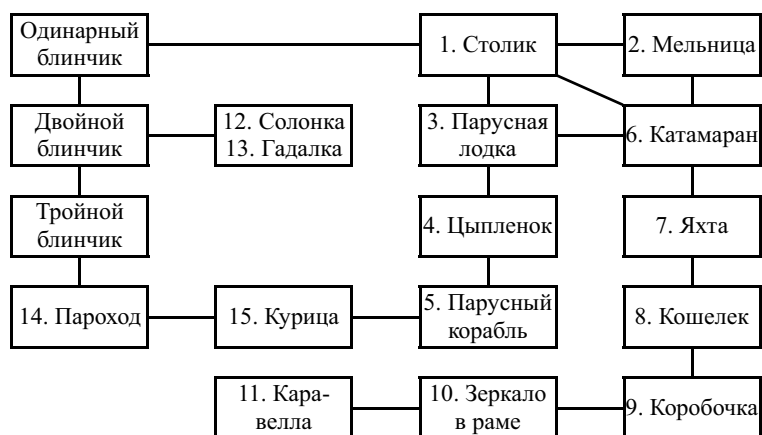 Одинарный
блинчик
1. Столик
2. Мельница
Двойной
блинчик
12. Солонка
13. Гадалка
3. Парусная
лодка
6. Катамаран
Тройной
блинчик
4. Цыпленок
7. Яхта
14. Пароход
15. Курица
5. Парусный
корабль
8. Кошелек
11. Кара-
велла
10. Зеркало
в раме
9. Коробочка